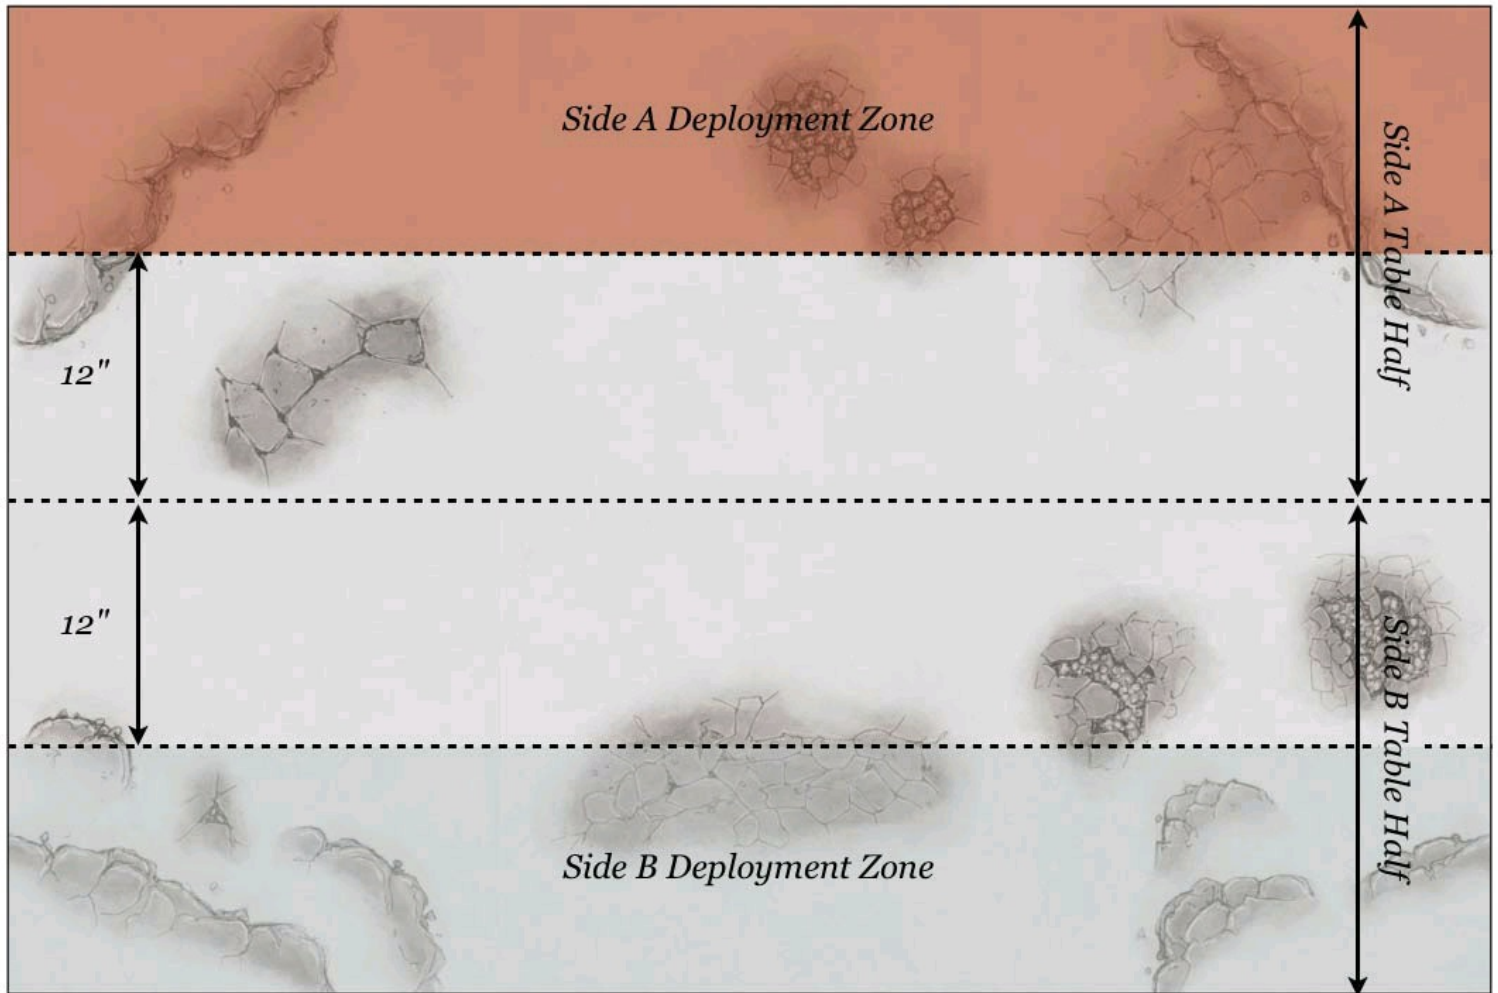 Side A Deployment Zone
Side A Table Half
12"
12"
Side B Table Half
Side B Deployment Zone